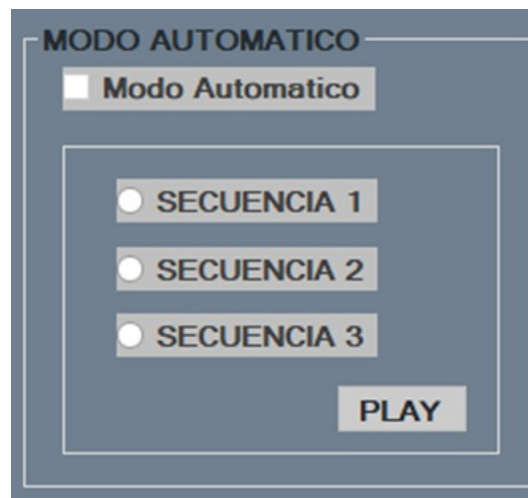 MODO AUTOMATICO
Modo Automatico
SECUENCIA 1
SECUENCIA 2
SECUENCIA 3
PLAY